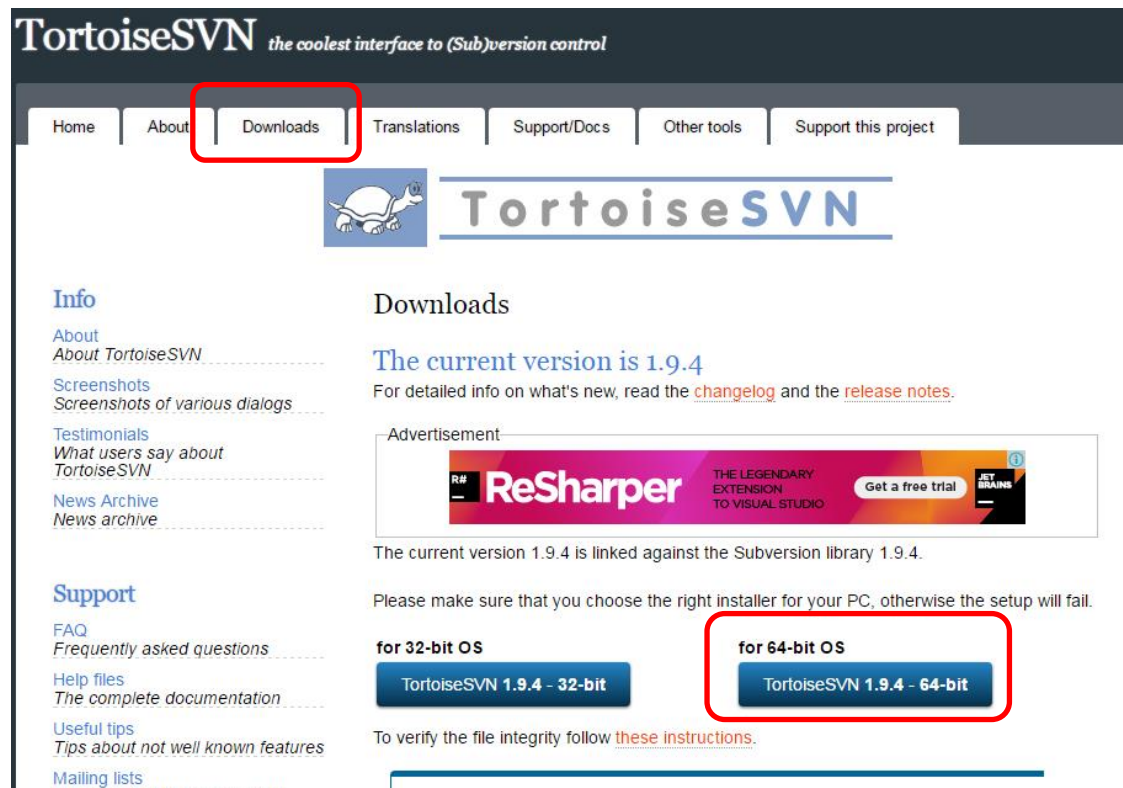 TortoiseSVN the coolest interface to (Sub)version control
Home About Downloads Translations Support/Docs Other tools Support this project
TortoiseSVN
Info
About
About TortoiseSVN
Screenshots
Screenshots of various dialogs
Testimonials
What users say about
TortoiseSVN
News Archive
News archive
Support
FAQ
Frequently asked questions
Help files
The complete documentation
Useful tips
Tips about not well known features
Mailing lists
Downloads
The current version is 1.9.4
For detailed info on what's new, read the changelog and the release notes.
Advertisement
R# ReSharper
THE LEGENDARY
EXTENSION
TO VISUAL STUDIO
Get a free trial
JET
BRAINS
The current version 1.9.4 is linked against the Subversion library 1.9.4.
Please make sure that you choose the right installer for your PC, otherwise the setup will fail.
for 32-bit OS
TortoiseSVN 1.9.4 - 32-bit
for 64-bit OS
TortoiseSVN 1.9.4 - 64-bit
To verify the file integrity follow these instructions.